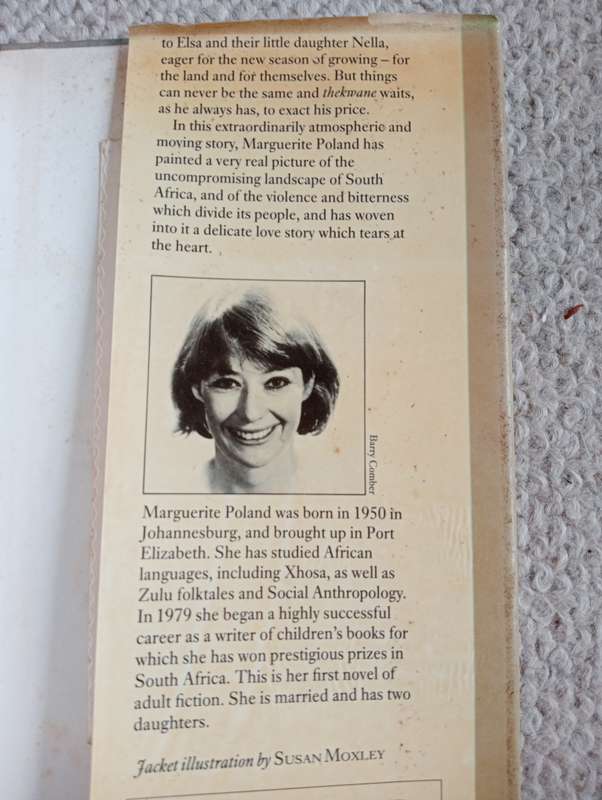 to Elsa and their little daughter Nella,
eager for the new season of growing – for
the land and for themselves. But things
can never be the same and thekwane waits,
as he always has, to exact his price.
In this extraordinarily atmospheric and
moving story, Marguerite Poland has
painted a very real picture of the
uncompromising landscape of South
Africa, and of the violence and bitterness
which divide its people, and has woven
into it a delicate love story which tears at
the heart.
Barry Comber
Marguerite Poland was born in 1950 in
Johannesburg, and brought up in Port
Elizabeth. She has studied African
languages, including Xhosa, as well as
Zulu folktales and Social Anthropology.
In 1979 she began a highly successful
career as a writer of children's books for
which she has won prestigious prizes in
South Africa. This is her first novel of
adult fiction. She is married and has two
daughters.
Jacket illustration by SUSAN MOXLEY